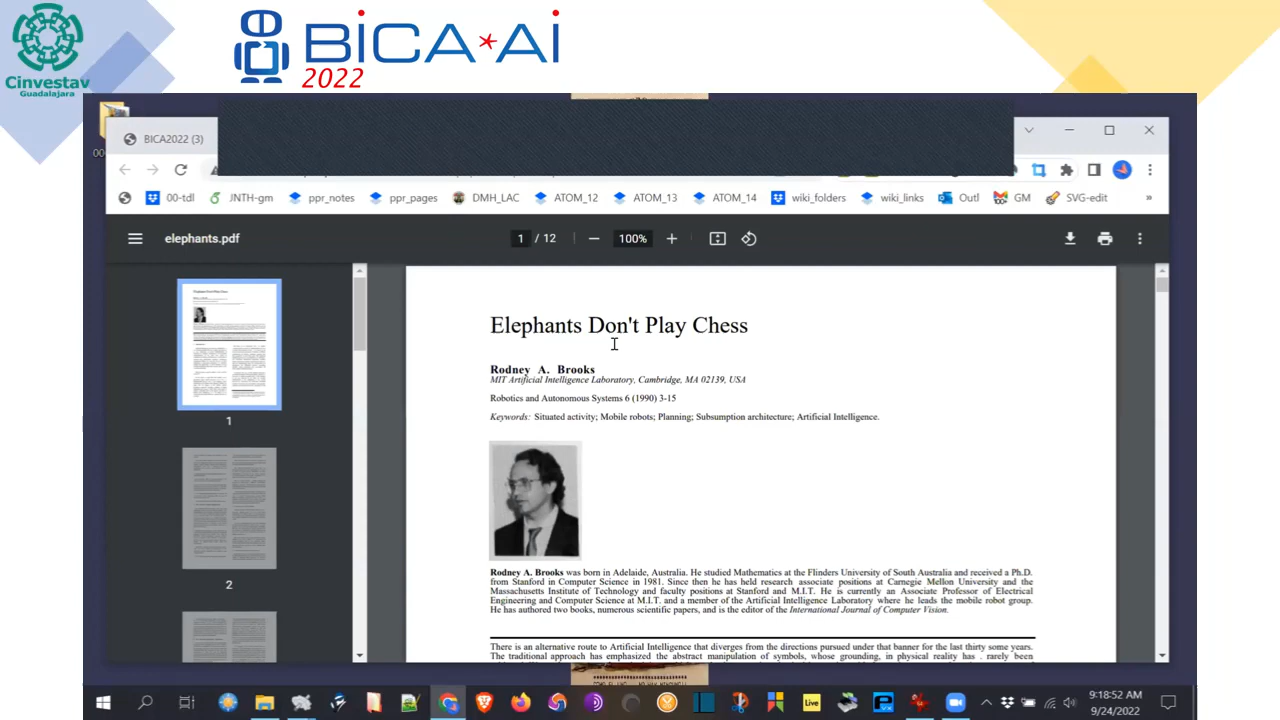 Cinvestav
Guadalajara
BICA*AI
2022
BICA2022 (3)
00-tdl
JNTH-gm
ppr_notes
ppr_pages
DMH_LAC
ATOM_12
ATOM_13
ATOM_14
wiki_folders
wiki_links
Outl
GM
SVG-edit
»
elephants.pdf
1 / 12
100%
Elephants Don't Play Chess
Rodney A. Brooks
MIT Artificial Intelligence Laboratory, Cambridge, MA 02139, USA
Robotics and Autonomous Systems 6 (1990) 3-15
Keywords: Situated activity; Mobile robots; Planning; Subsumption architecture; Artificial Intelligence.
Rodney A. Brooks was born in Adelaide, Australia. He studied Mathematics at the Flinders University of South Australia and received a Ph.D.
from Stanford in Computer Science in 1981. Since then he has held research associate positions at Carnegie Mellon University and the
Massachusetts Institute of Technology and faculty positions at Stanford and M.I.T. He is currently an Associate Professor of Electrical
Engineering and Computer Science at M.I.T. and a member of the Artificial Intelligence Laboratory where he leads the mobile robot group.
He has authored two books, numerous scientific papers, and is the editor of the International Journal of Computer Vision.
There is an alternative route to Artificial Intelligence that diverges from the directions pursued under that banner for the last thirty some years.
The traditional approach has emphasized the abstract manipulation of symbols, whose grounding, in physical reality has . rarely been
1
2
Live
9:18:52 AM
9/24/2022